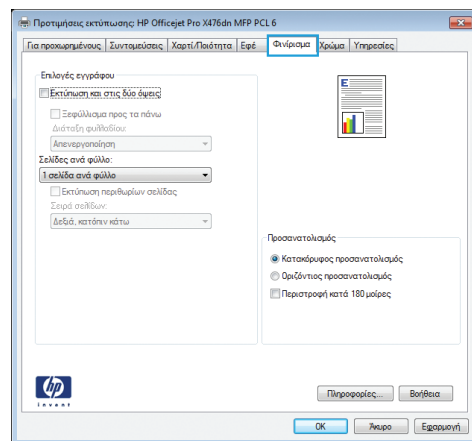 Προτιμήσεις εκτύπωσης: HP Officejet Pro X476dn MFP PCL 6
Για προχωρημένους Συντομεύσεις Χαρτί/Ποιότητα Εφέ Φινίρισμα Χρώμα Υπηρεσίες
Επιλογές εγγράφου
Εκτύπωση και στις δύο όψεις
Ξεφύλλισμα προς τα πάνω
Διάταξη φυλλαδίου:
Απενεργοποίηση
Σελίδες ανά φύλλο:
1 σελίδα ανά φύλλο
Εκτύπωση περιθωρίων σελίδας
Σειρά σελίδων:
Δεξιά, κατόπιν κάτω
E
Προσανατολισμός
Κατακόρυφος προσανατολισμός
Οριζόντιος προσανατολισμός
Περιστροφή κατά 180 μοίρες
hp
invent
Πληροφορίες... Βοήθεια
OK Άκυρο Εφαρμογή